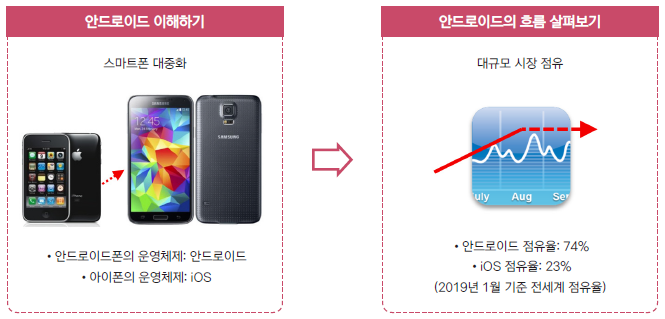 안드로이드 이해하기
스마트폰 대중화
12:45
SAMSUNG
SAMSUNG
iPhone
• 안드로이드폰의 운영체제: 안드로이드
• 아이폰의 운영체제: iOS
안드로이드의 흐름 살펴보기
대규모 시장 점유
uly Aug Se
• 안드로이드 점유율: 74%
• iOS 점유율: 23%
(2019년 1월 기준 전세계 점유율)